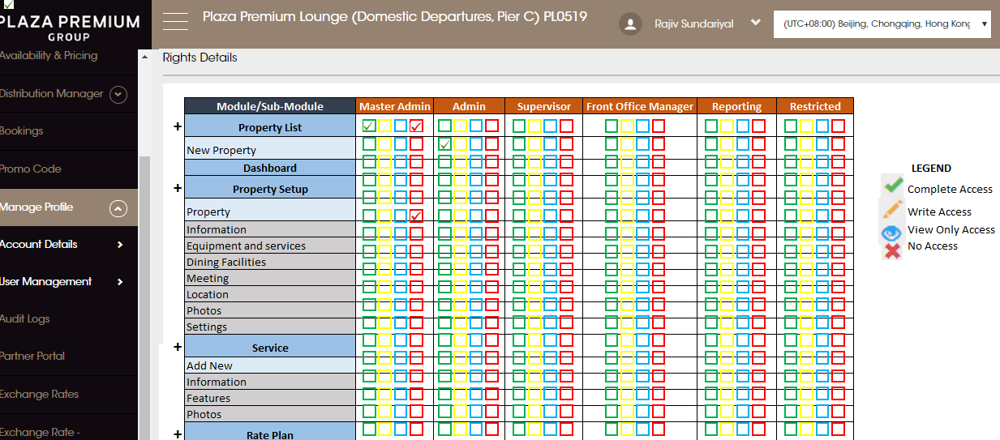 PLAZA PREMIUM
GROUP
Plaza Premium Lounge (Domestic Departures, Pier C) PL0519
Rajiv Sundariyal
(UTC+08:00) Beijing, Chongqing, Hong Kong
Availability & Pricing
Distribution Manager
Bookings
Promo Code
Manage Profile
Account Details
User Management
Audit Logs
Partner Portal
Exchange Rates
Exchange Rate -
Rights Details
Module/Sub-Module Master Admin Admin Supervisor Front Office Manager Reporting Restricted
+ Property List
New Property
Dashboard
+ Property Setup
Property
Information
Equipment and services
Dining Facilities
Meeting
Location
Photos
Settings
+ Service
Add New
Information
Features
Photos
+ Rate Plan
LEGEND
Complete Access
Write Access
View Only Access
No Access